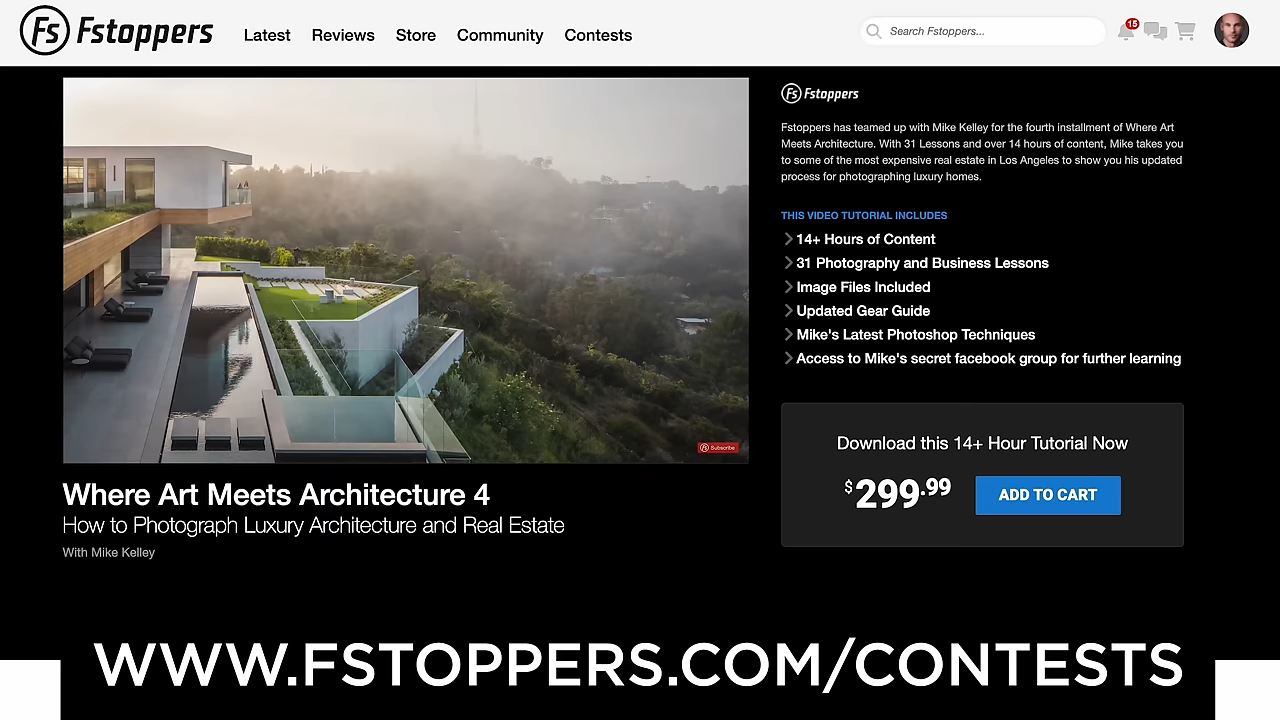 Fs Fstoppers
Latest Reviews Store Community Contests
Search Fstoppers...
15
Fs Fstoppers
Fstoppers has teamed up with Mike Kelley for the fourth installment of Where Art
Meets Architecture. With 31 Lessons and over 14 hours of content, Mike takes you
to some of the most expensive real estate in Los Angeles to show you his updated
process for photographing luxury homes.
THIS VIDEO TUTORIAL INCLUDES
14+ Hours of Content
31 Photography and Business Lessons
Image Files Included
Updated Gear Guide
Mike's Latest Photoshop Techniques
Access to Mike's secret facebook group for further learning
Download this 14+ Hour Tutorial Now
$299.99 ADD TO CART
Fs Subscribe
Where Art Meets Architecture 4
How to Photograph Luxury Architecture and Real Estate
With Mike Kelley
WWW.FSTOPPERS.COM/CONTESTS